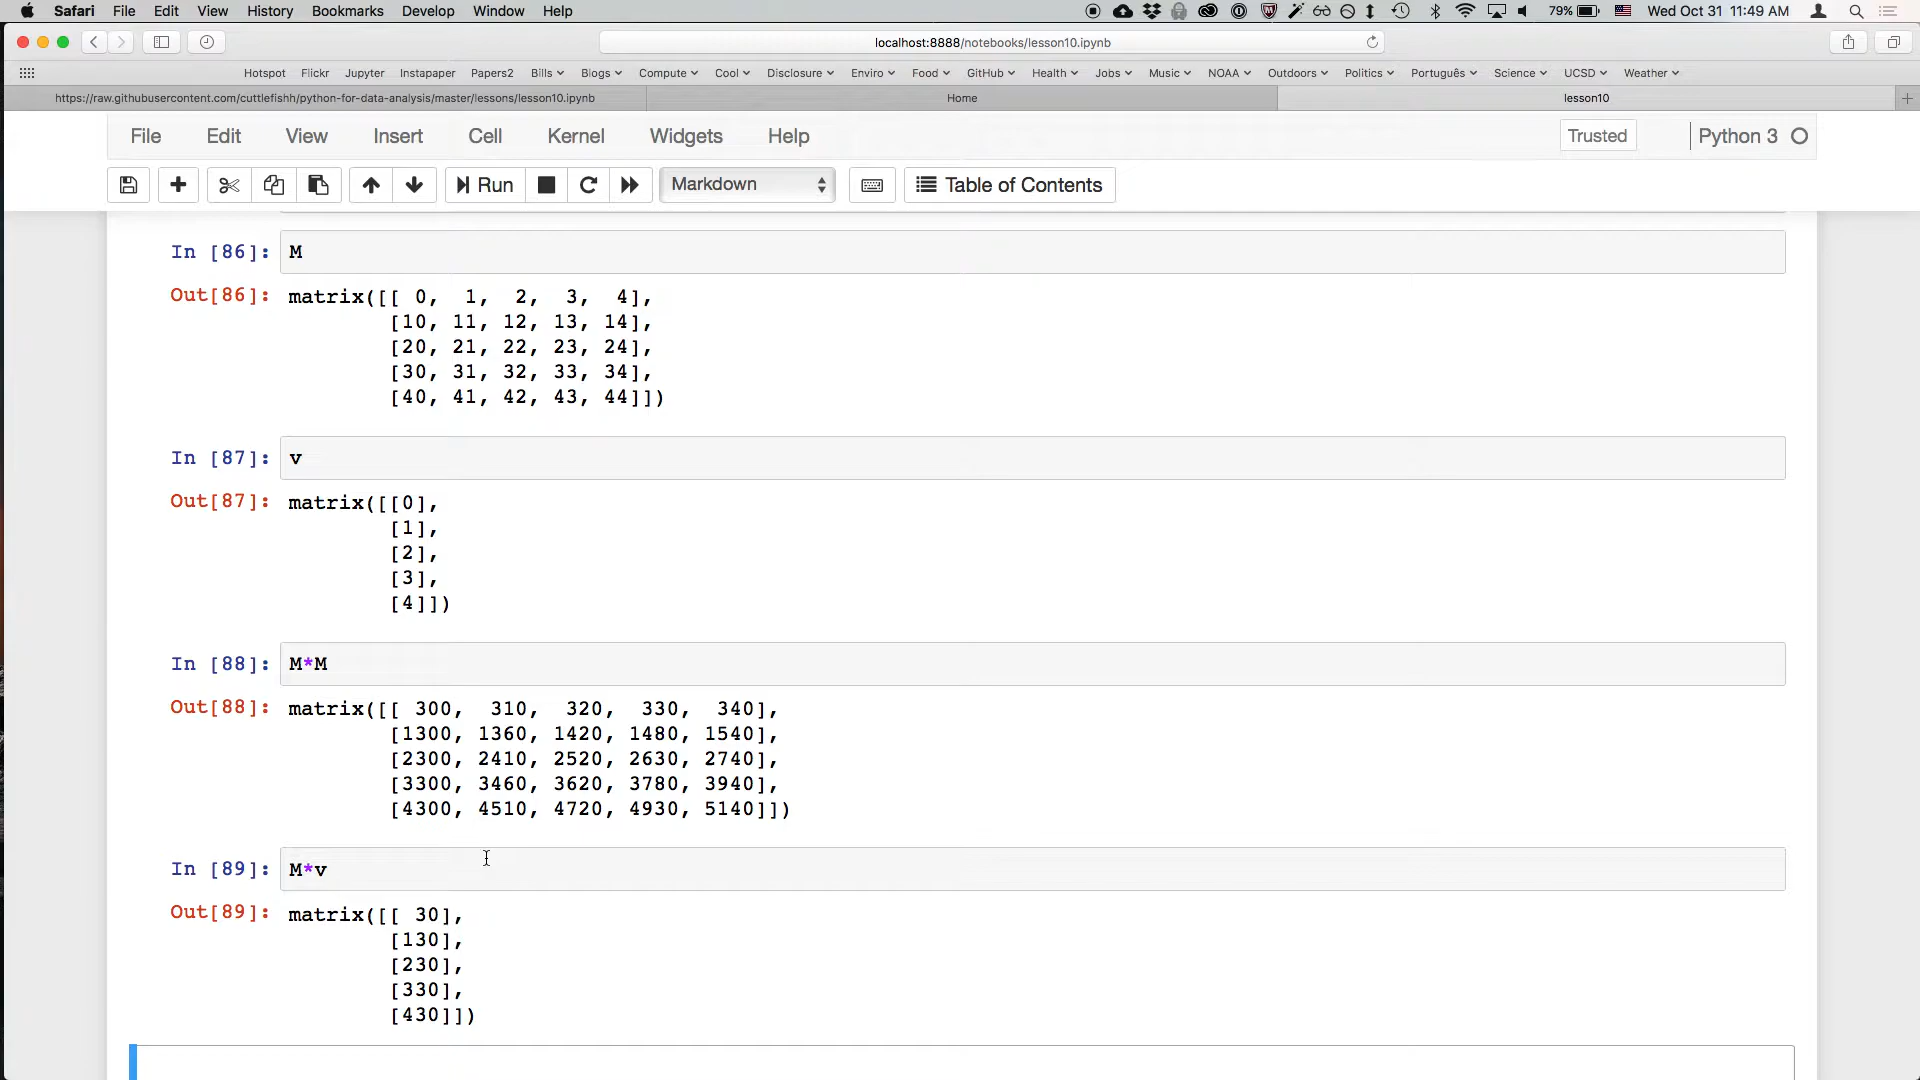 Safari File Edit View History Bookmarks Develop Window Help 79% Wed Oct 31 11:49 AM
localhost:8888/notebooks/lesson10.ipynb
Hotspot Flickr Jupyter Instapaper Papers2 Bills Blogs Compute Cool Disclosure Enviro Food GitHub Health Jobs Music NOAA Outdoors Politics Português Science UCSD Weather
https://raw.githubusercontent.com/cuttlefishh/python-for-data-analysis/master/lessons/lesson10.ipynb Home lesson10
File Edit View Insert Cell Kernel Widgets Help Trusted Python 3
Run Markdown Table of Contents
In [86]: M
Out[86]: matrix([[ 0, 1, 2, 3, 4],
[10, 11, 12, 13, 14],
[20, 21, 22, 23, 24],
[30, 31, 32, 33, 34],
[40, 41, 42, 43, 44]])
In [87]: v
Out[87]: matrix([[0],
[1],
[2],
[3],
[4]])
In [88]: M*M
Out[88]: matrix([[ 300, 310, 320, 330, 340],
[1300, 1360, 1420, 1480, 1540],
[2300, 2410, 2520, 2630, 2740],
[3300, 3460, 3620, 3780, 3940],
[4300, 4510, 4720, 4930, 5140]])
In [89]: M*v
Out[89]: matrix([[ 30],
[130],
[230],
[330],
[430]])